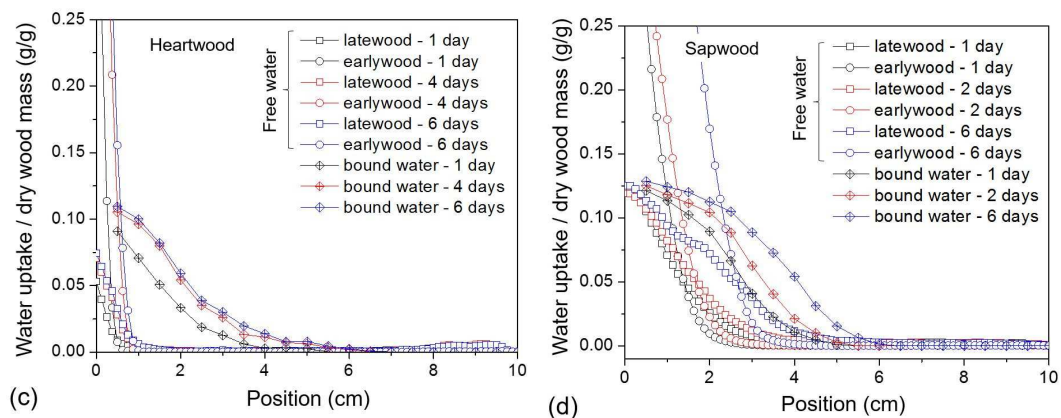 Heartwood
Free water
latewood - 1 day
earlywood - 1 day
latewood - 4 days
earlywood - 4 days
latewood - 6 days
earlywood - 6 days
bound water - 1 day
bound water - 4 days
bound water - 6 days
Water uptake / dry wood mass (g/g)
0.25
0.20
0.15
0.10
0.05
0.00
0 2 4 6 8 10
Position (cm)
(c)
Sapwood
Free water
latewood - 1 day
earlywood - 1 day
latewood - 2 days
earlywood - 2 days
latewood - 6 days
earlywood - 6 days
bound water - 1 day
bound water - 2 days
bound water - 6 days
Water uptake / dry wood mass (g/g)
0.25
0.20
0.15
0.10
0.05
0.00
0 2 4 6 8 10
Position (cm)
(d)